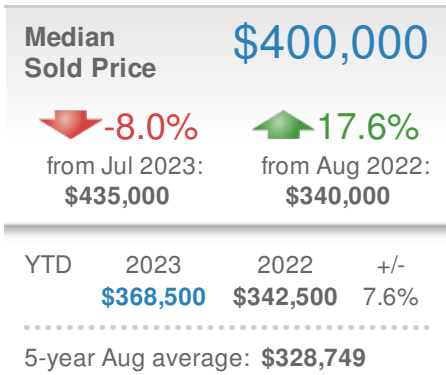 Median $400,000
Sold Price
-8.0% 17.6%
from Jul 2023: from Aug 2022:
$435,000 $340,000
YTD 2023 2022 +/-
$368,500 $342,500 7.6%
5-year Aug average: $328,749